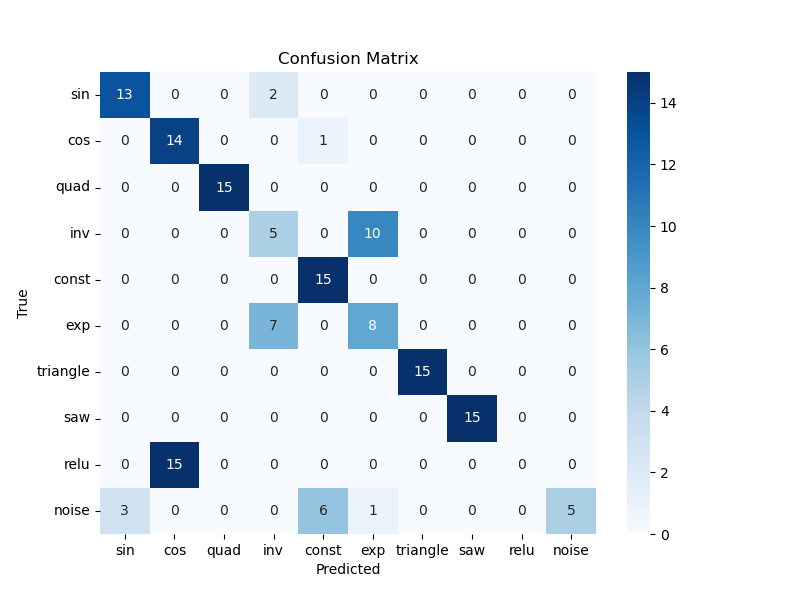 Confusion Matrix
sin 13 0 0 2 0 0 0 0 0 0
cos 0 14 0 0 1 0 0 0 0 0
quad 0 0 15 0 0 0 0 0 0 0
inv 0 0 0 5 0 10 0 0 0 0
const 0 0 0 0 15 0 0 0 0 0
exp 0 0 0 7 0 8 0 0 0 0
triangle 0 0 0 0 0 0 15 0 0 0
saw 0 0 0 0 0 0 0 15 0 0
relu 0 15 0 0 0 0 0 0 0 0
noise 3 0 0 0 6 1 0 0 0 5
sin cos quad inv const exp triangle saw relu noise
Predicted
True
14
12
10
8
6
4
2
0